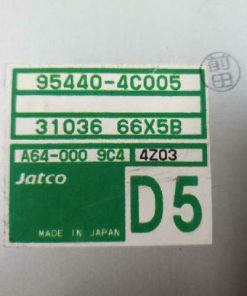 前田
95440-4C005
31036 66X5B
A64-000 9C4 4Z03
Jatco
D5
MADE IN JAPAN